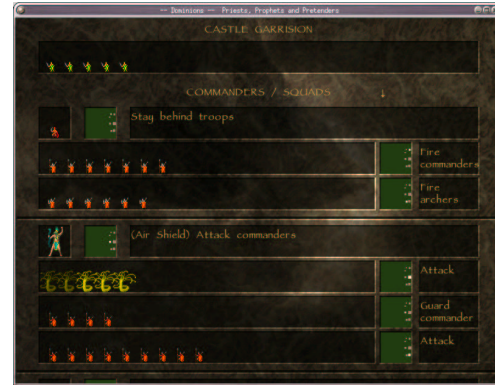 -- Dominions -- Priests, Prophets and Pretenders
CASTLE GARRISION
COMMANDERS / SQUADS
Stay behind troops
Fire
commanders
Fire
archers
(Air Shield) Attack commanders
Attack
Guard
commander
Attack